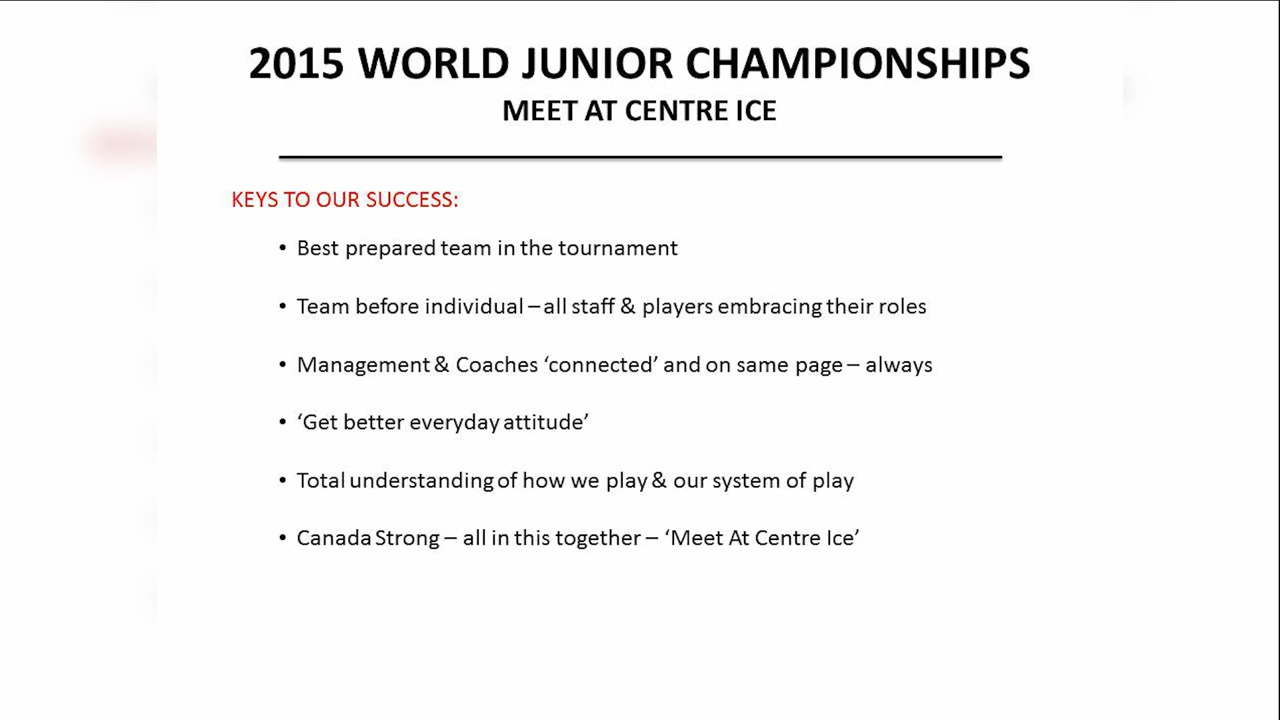 2015 WORLD JUNIOR CHAMPIONSHIPS
MEET AT CENTRE ICE
KEYS TO OUR SUCCESS:
• Best prepared team in the tournament
• Team before individual – all staff & players embracing their roles
• Management & Coaches ‘connected’ and on same page – always
• ‘Get better everyday attitude’
• Total understanding of how we play & our system of play
• Canada Strong – all in this together – ‘Meet At Centre Ice’